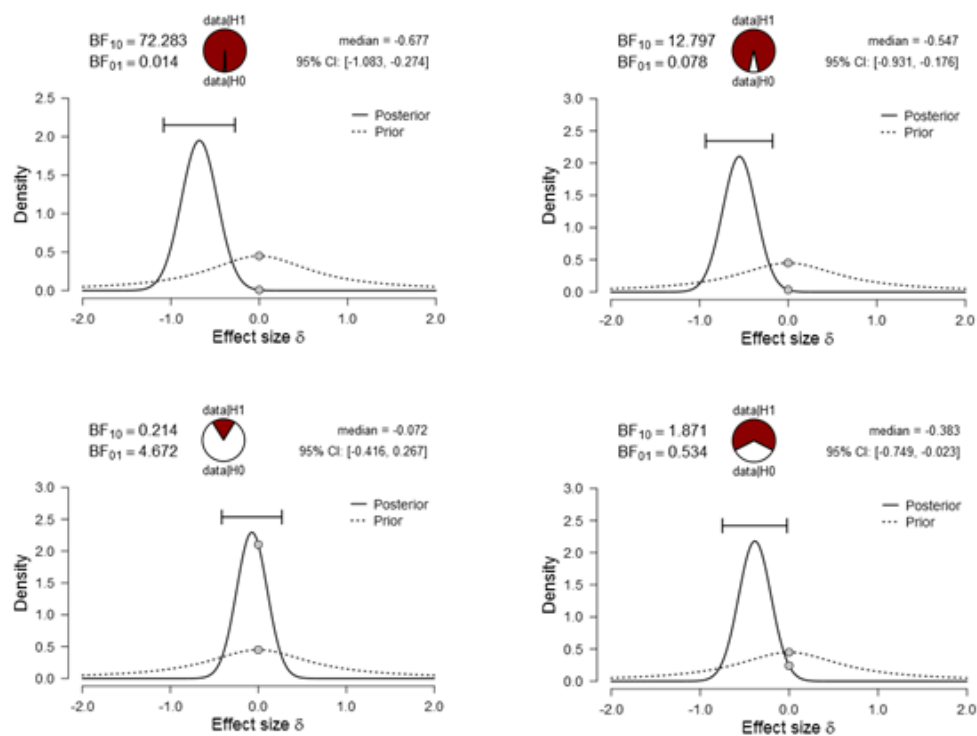 data|H1
BF10 = 72.283
BF01 = 0.014
data|H0
median = -0.677
95% CI: [-1.083, -0.274]
Posterior
Prior
Density
2.5
2.0
1.5
1.0
0.5
0.0
-2.0 -1.0 0.0 1.0 2.0
Effect size δ
data|H1
BF10 = 12.797
BF01 = 0.078
data|H0
median = -0.547
95% CI: [-0.931, -0.176]
Posterior
Prior
Density
3.0
2.5
2.0
1.5
1.0
0.5
0.0
-2.0 -1.0 0.0 1.0 2.0
Effect size δ
data|H1
BF10 = 0.214
BF01 = 4.672
data|H0
median = -0.072
95% CI: [-0.416, 0.267]
Posterior
Prior
Density
3.0
2.5
2.0
1.5
1.0
0.5
0.0
-2.0 -1.0 0.0 1.0 2.0
Effect size δ
data|H1
BF10 = 1.871
BF01 = 0.534
data|H0
median = -0.383
95% CI: [-0.749, -0.023]
Posterior
Prior
Density
3.0
2.5
2.0
1.5
1.0
0.5
0.0
-2.0 -1.0 0.0 1.0 2.0
Effect size δ